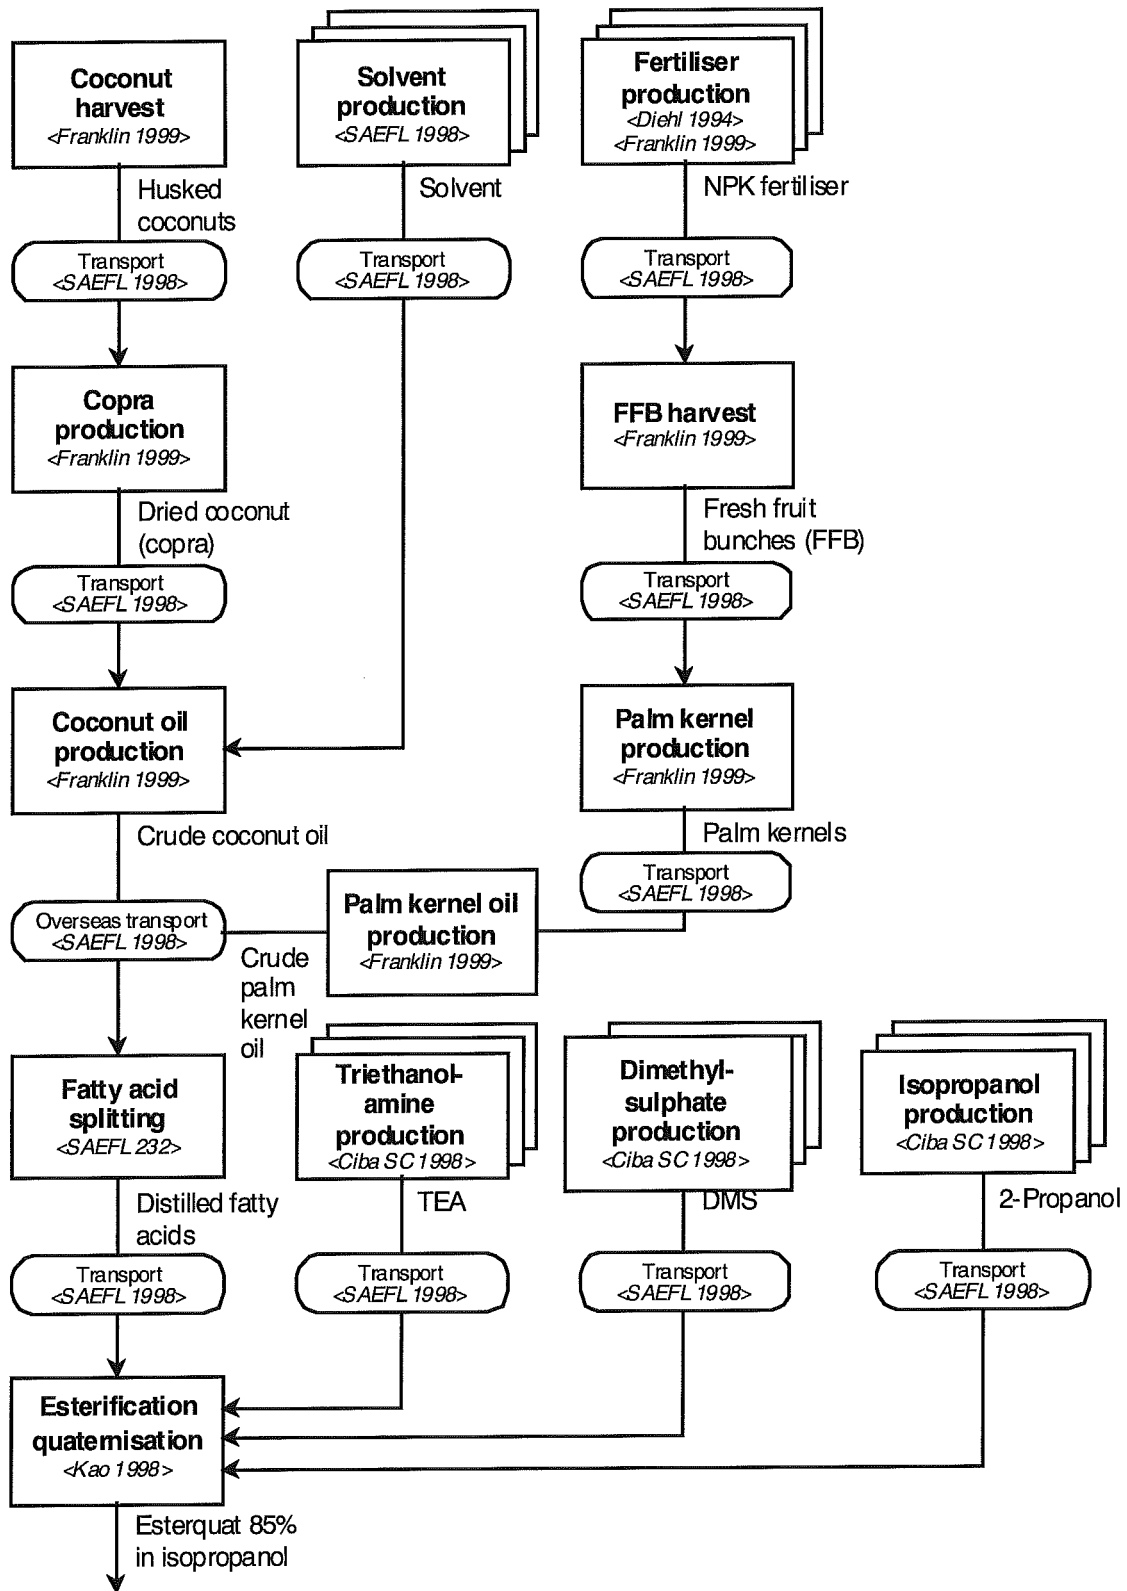 Coconut
harvest
<Franklin 1999>
Solvent
production
<SAEFL 1998>
Fertiliser
production
<Diehl 1994>
<Franklin 1999>
Husked
coconuts
Solvent
NPK fertiliser
Transport
<SAEFL 1998>
Transport
<SAEFL 1998>
Transport
<SAEFL 1998>
Copra
production
<Franklin 1999>
FFB harvest
<Franklin 1999>
Dried coconut
(copra)
Fresh fruit
bunches (FFB)
Transport
<SAEFL 1998>
Transport
<SAEFL 1998>
Coconut oil
production
<Franklin 1999>
Palm kernel
production
<Franklin 1999>
Crude coconut oil
Palm kernels
Transport
<SAEFL 1998>
Overseas transport
<SAEFL 1998>
Palm kernel oil
production
<Franklin 1999>
Crude
palm
kernel
oil
Fatty acid
splitting
<SAEFL 232>
Triethanol-
amine
production
<Ciba SC 1998>
Dimethyl-
sulphate
production
<Ciba SC 1998>
Isopropanol
production
<Ciba SC 1998>
Distilled fatty
acids
TEA
DMS
2-Propanol
Transport
<SAEFL 1998>
Transport
<SAEFL 1998>
Transport
<SAEFL 1998>
Transport
<SAEFL 1998>
Esterification
quaternisation
<Kao 1998>
Esterquat 85%
in isopropanol